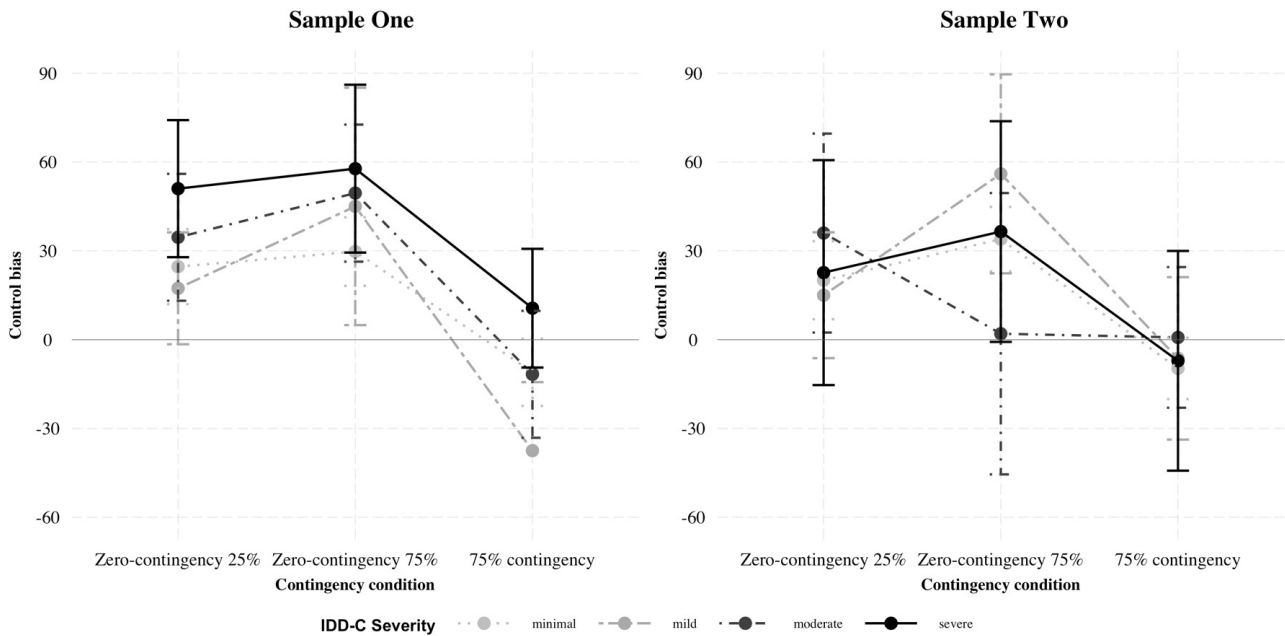 Sample One
Sample Two
90
60
30
0
-30
-60
Control bias
Zero-contingency 25% Zero-contingency 75% 75% contingency
Contingency condition
90
60
30
0
-30
-60
Control bias
Zero-contingency 25% Zero-contingency 75% 75% contingency
Contingency condition
IDD-C Severity minimal mild moderate severe